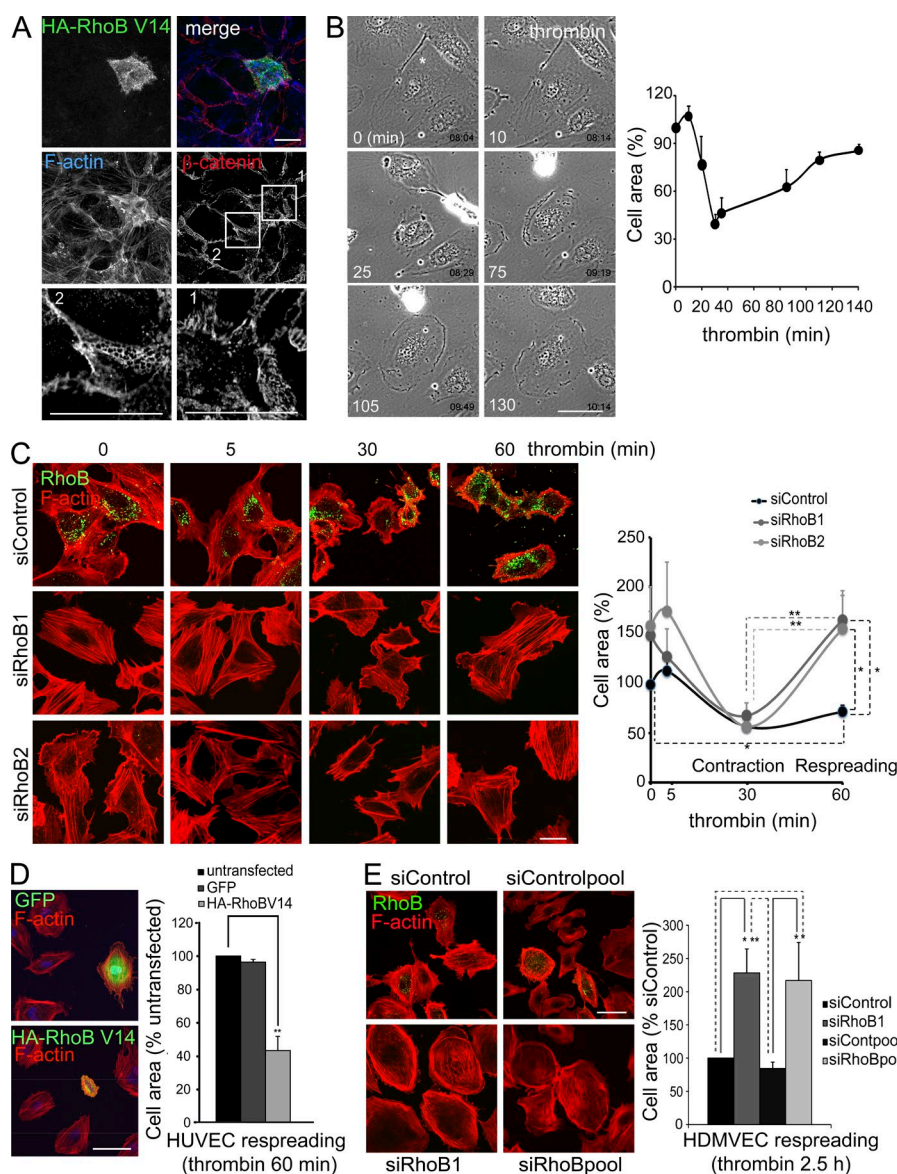 A
HA-RhoB V14
merge
F-actin
β-catenin
1
2
2
1
B
thrombin
*
0 (min)
08:04
10
08:14
25
08:29
75
09:19
105
09:49
130
10:14
Cell area (%)
120
90
60
30
0
0 20 40 60 80 100 120 140
thrombin (min)
C
0 5 30 60 thrombin (min)
RhoB
F-actin
siControl
siRhoB1
siRhoB2
siControl
siRhoB1
siRhoB2
Cell area (%)
250
200
150
100
50
0
**
**
*
*
*
Contraction Respreading
0 5 30 60
thrombin (min)
D
GFP
F-actin
HA-RhoB V14
F-actin
untransfected
GFP
HA-RhoBV14
Cell area (% untransfected)
120
100
80
60
40
20
0
**
HUVEC respreading
(thrombin 60 min)
E
siControl siControlpool
RhoB
F-actin
siRhoB1 siRhoBpool
Cell area (% siControl)
300
250
200
150
100
50
0
* ** **
siControl
siRhoB1
siContpool
siRhoBpo
HDMVEC respreading
(thrombin 2.5 h)